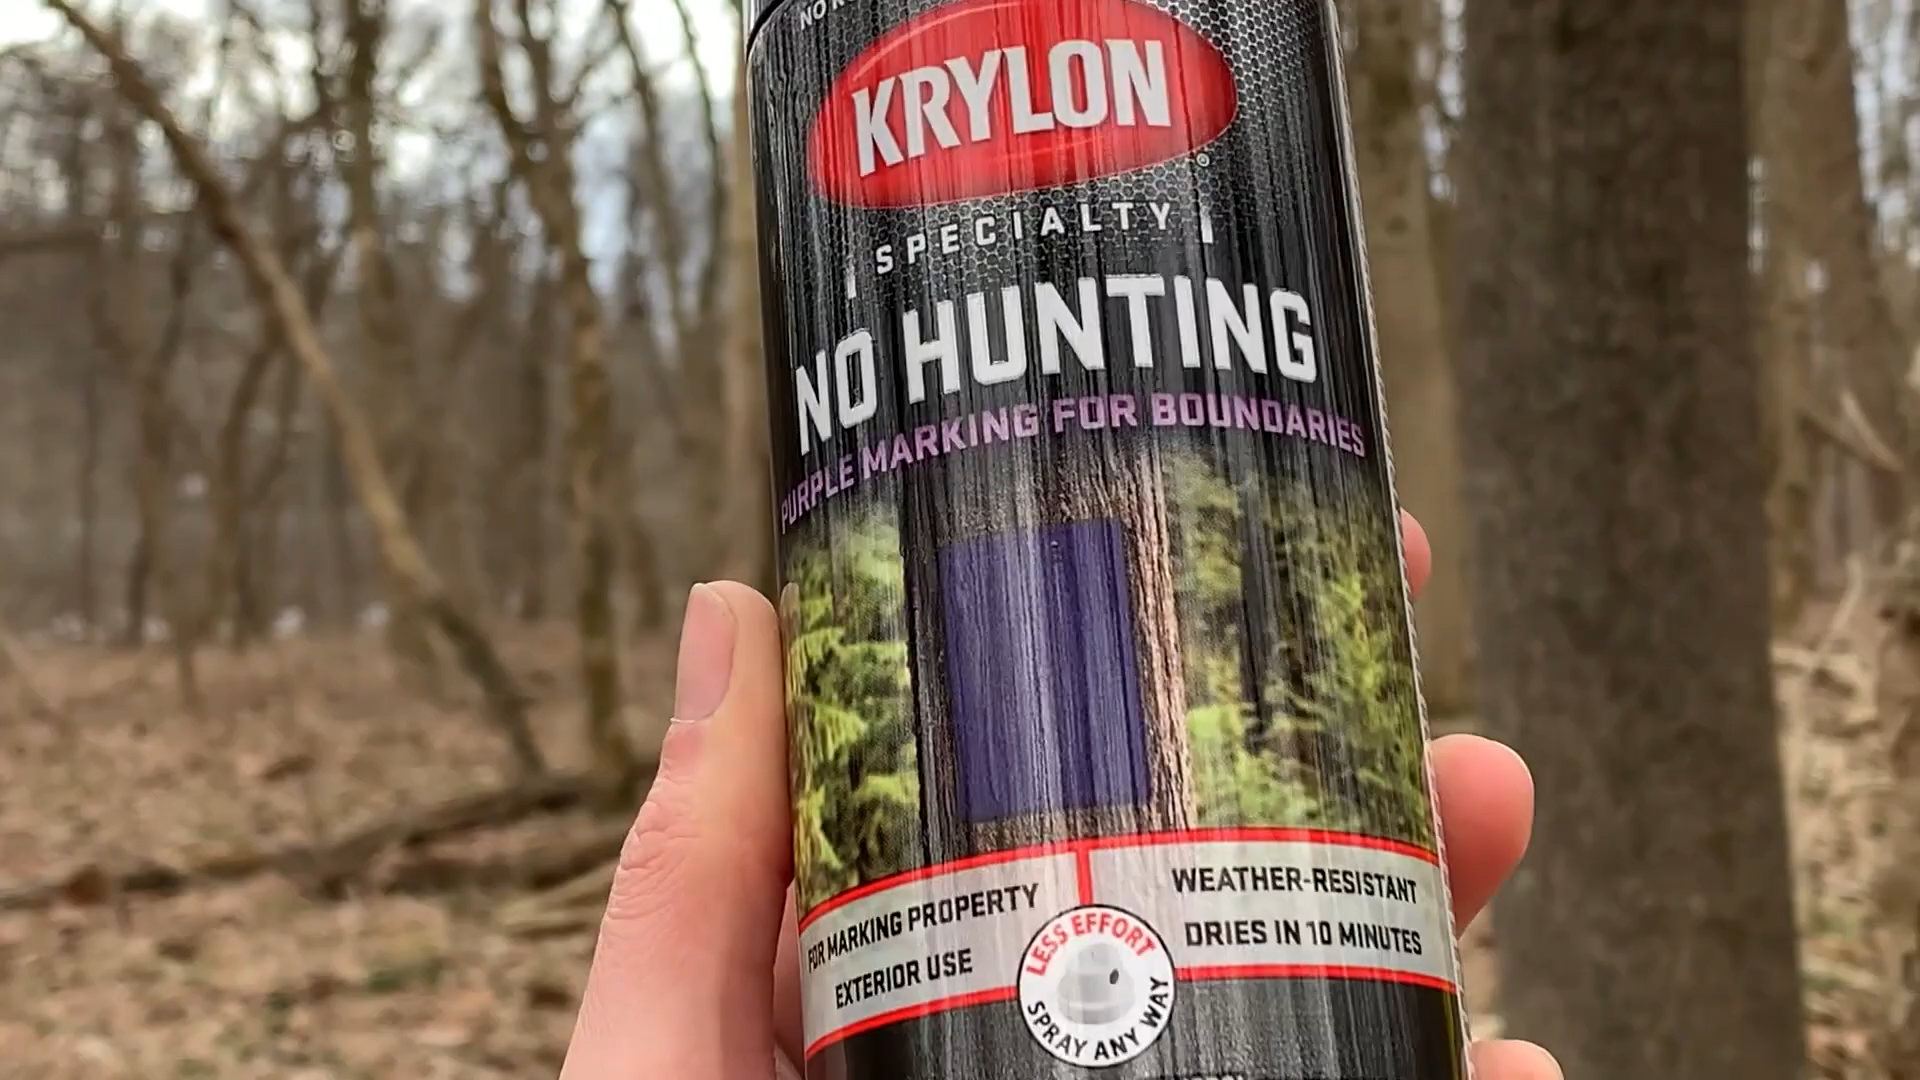 KRYLON
®
SPECIALTY
NO HUNTING
PURPLE MARKING FOR BOUNDARIES
FOR MARKING PROPERTY
EXTERIOR USE
WEATHER-RESISTANT
DRIES IN 10 MINUTES
LESS EFFORT
SPRAY ANY WAY